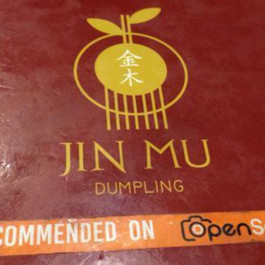 金
木
JIN MU
DUMPLING
COMMENDED ON OpenS